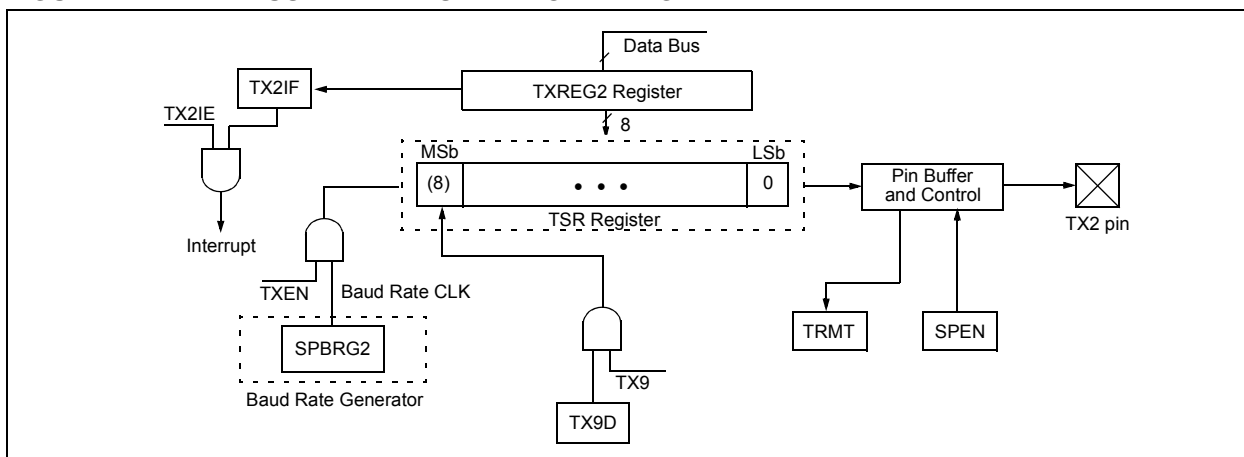 Data Bus
TX2IF
TXREG2 Register
TX2IE
8
MSb
LSb
(8)
• • •
0
Pin Buffer
and Control
TSR Register
TX2 pin
Interrupt
TXEN
Baud Rate CLK
TRMT
SPEN
SPBRG2
TX9
Baud Rate Generator
TX9D